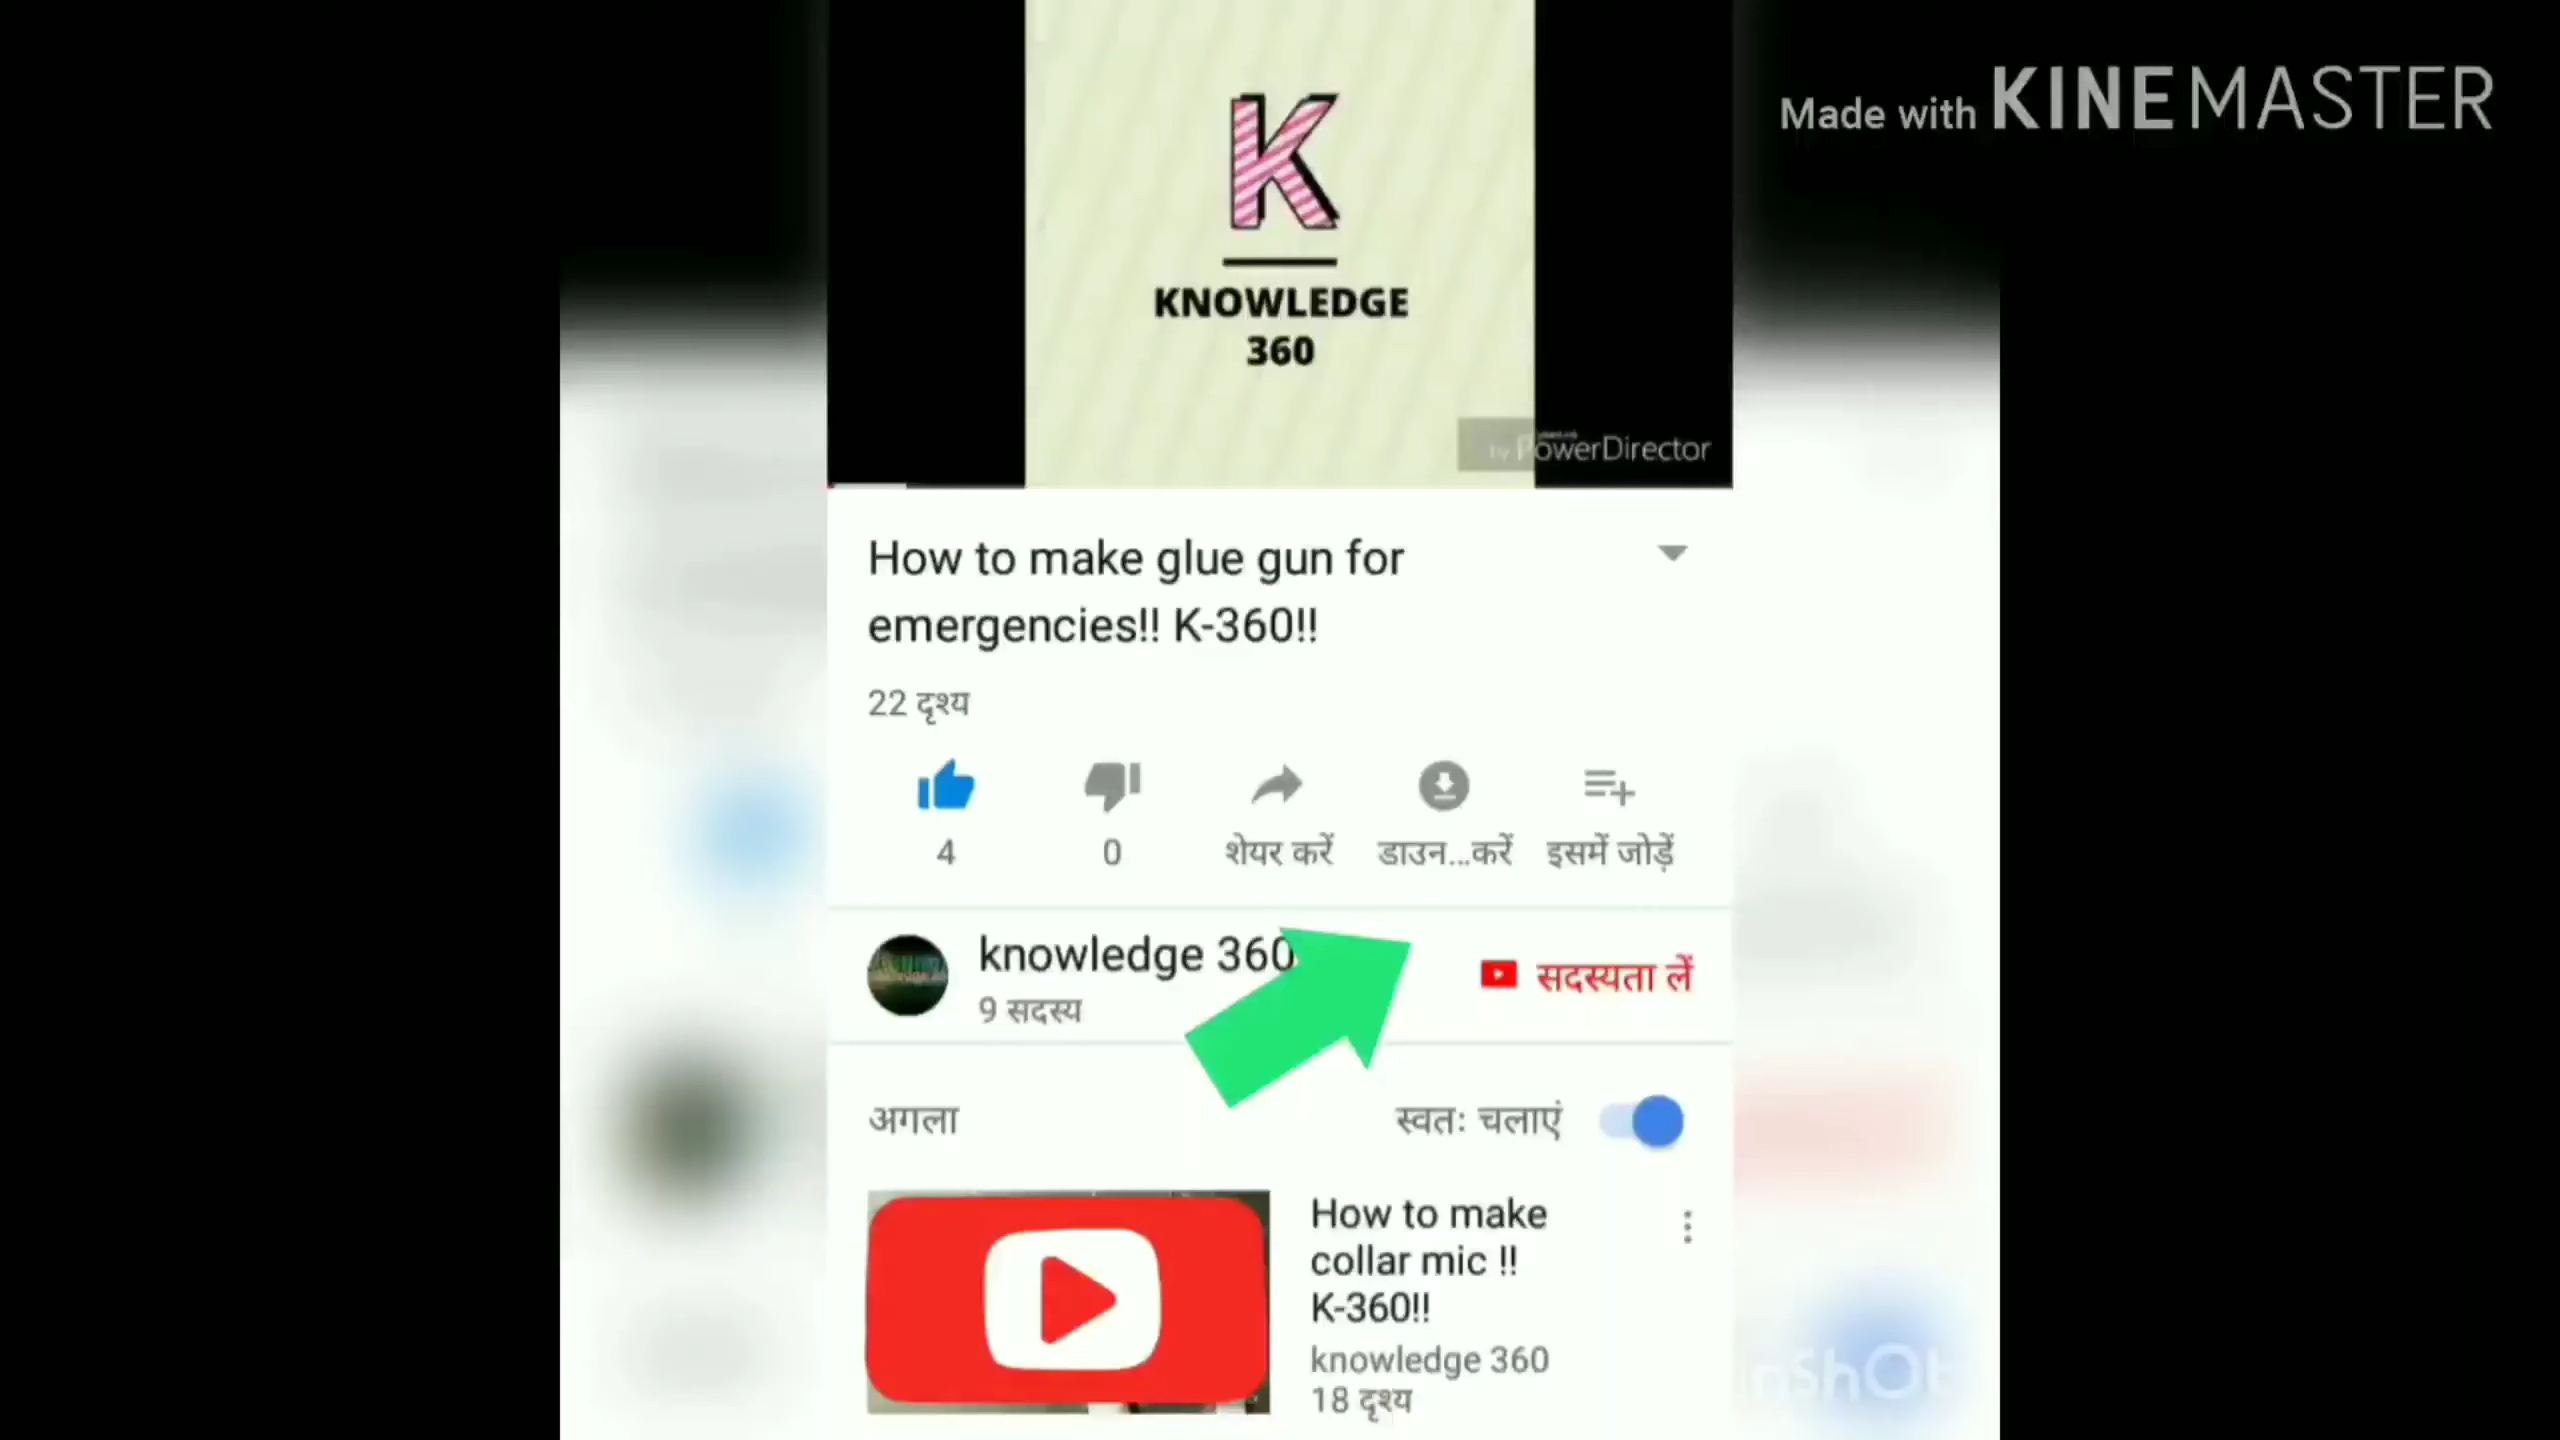 Made with KINEMASTER
K
KNOWLEDGE
360
by PowerDirector
How to make glue gun for
emergencies!! K-360!!
22 दृश्य
4
0
शेयर करें
डाउन...करें
इसमें जोड़ें
knowledge 360
9 सदस्य
सदस्यता लें
अगला
स्वतः चलाएं
How to make
collar mic !!
K-360!!
knowledge 360
18 दृश्य